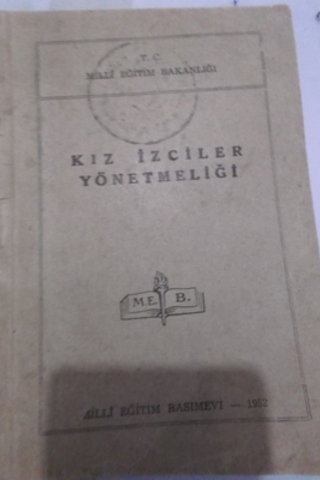 T. C.
MİLLÎ EĞİTİM BAKANLIĞI
KIZ İZCİLER
YÖNETMELİĞİ
M.E. B.
MİLLÎ EĞİTİM BASIMEVİ — 1952